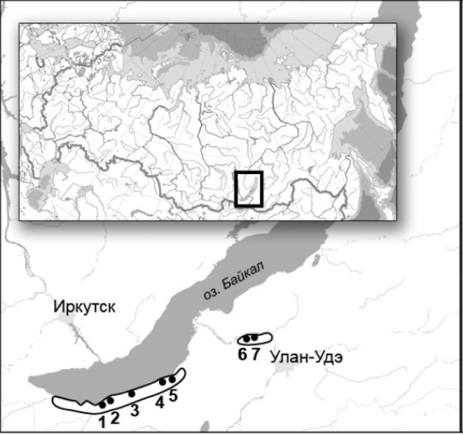 оз. Байкал
Иркутск
6 7
Улан-Удэ
1 2 3 4 5